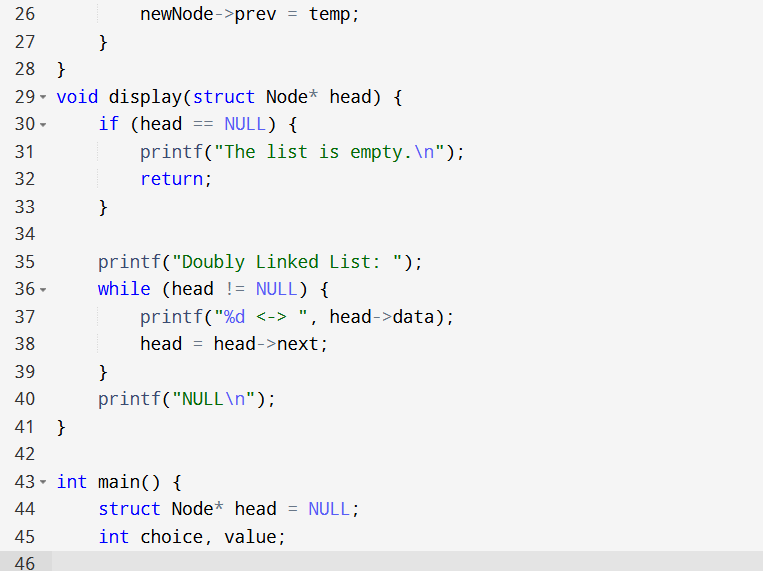 26        newNode->prev = temp;
27    }
28 }
29 void display(struct Node* head) {
30     if (head == NULL) {
31         printf("The list is empty.\n");
32         return;
33     }
34
35     printf("Doubly Linked List: ");
36     while (head != NULL) {
37         printf("%d <-> ", head->data);
38         head = head->next;
39     }
40     printf("NULL\n");
41 }
42
43 int main() {
44     struct Node* head = NULL;
45     int choice, value;
46